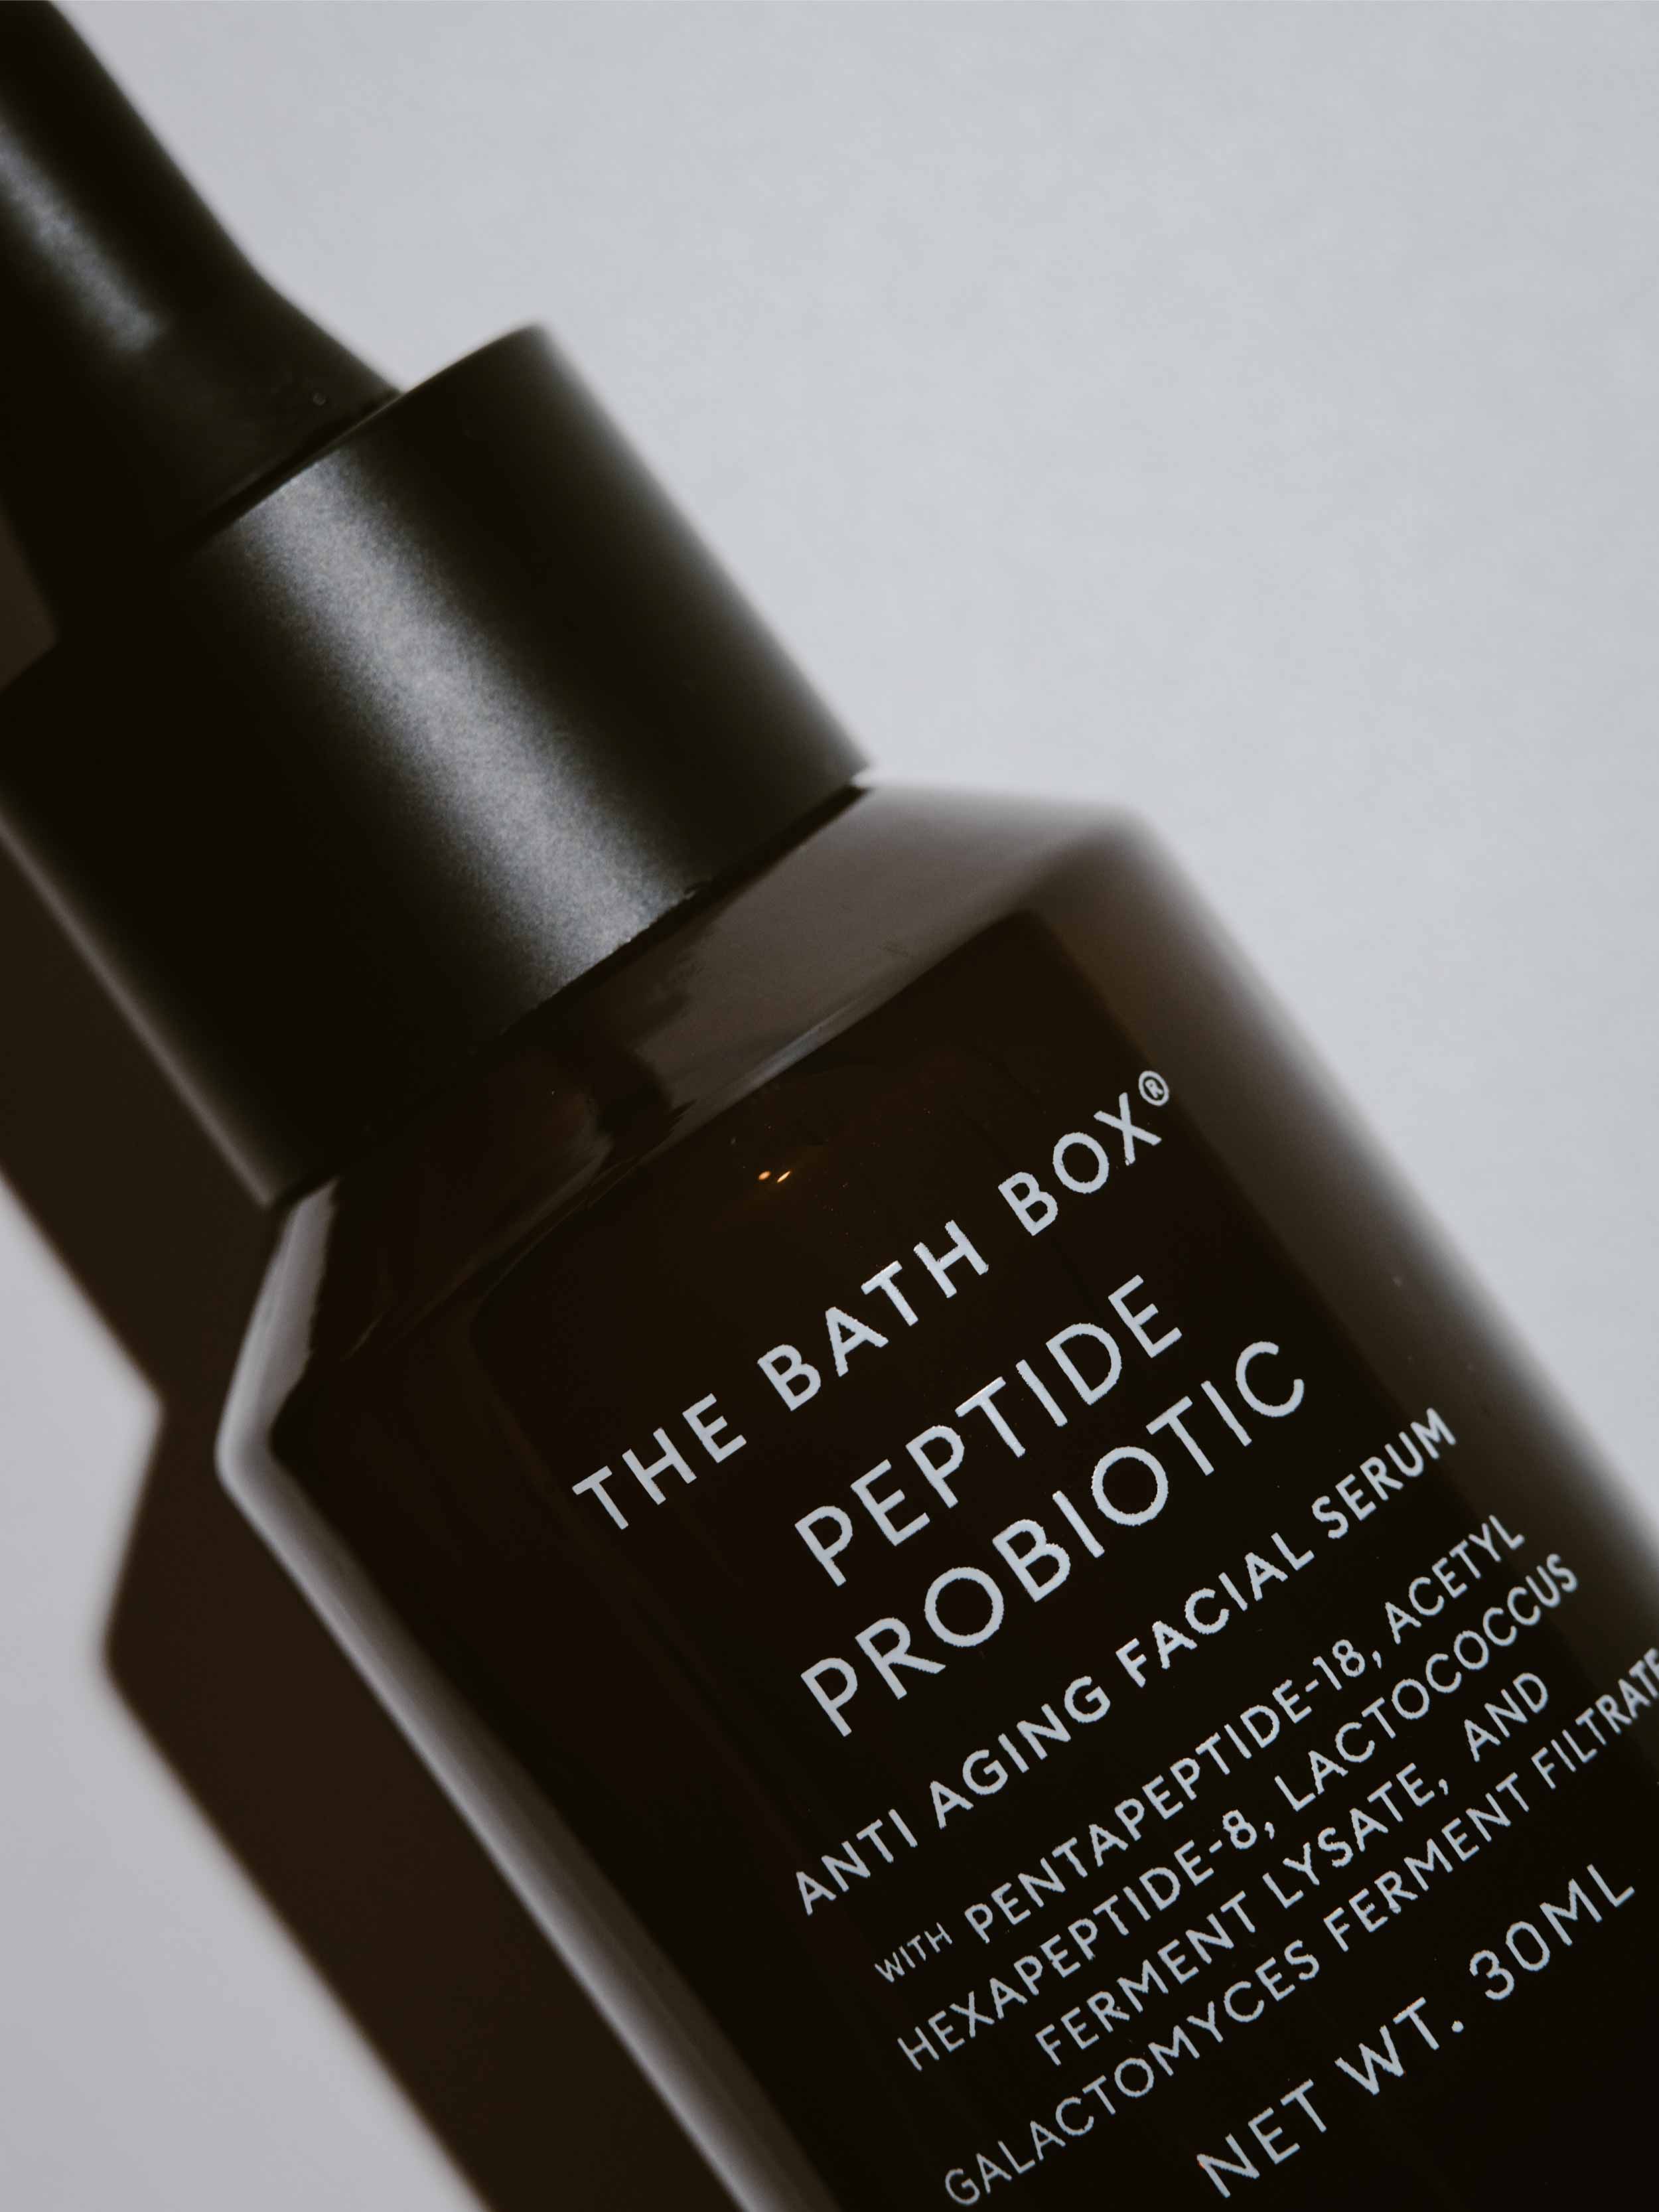 THE BATH BOX®
PEPTIDE
PROBIOTIC
ANTI AGING FACIAL SERUM
WITH PENTAPEPTIDE-18, ACETYL
HEXAPEPTIDE-8, LACTOCOCCUS
FERMENT LYSATE, AND
GALACTOMYCES FERMENT FILTRATE
NET WT. 30ML